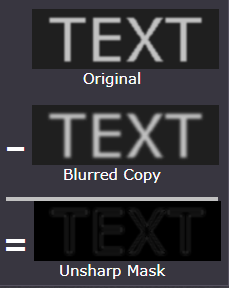 TEXT
Original
– TEXT
Blurred Copy
= TEXT
Unsharp Mask